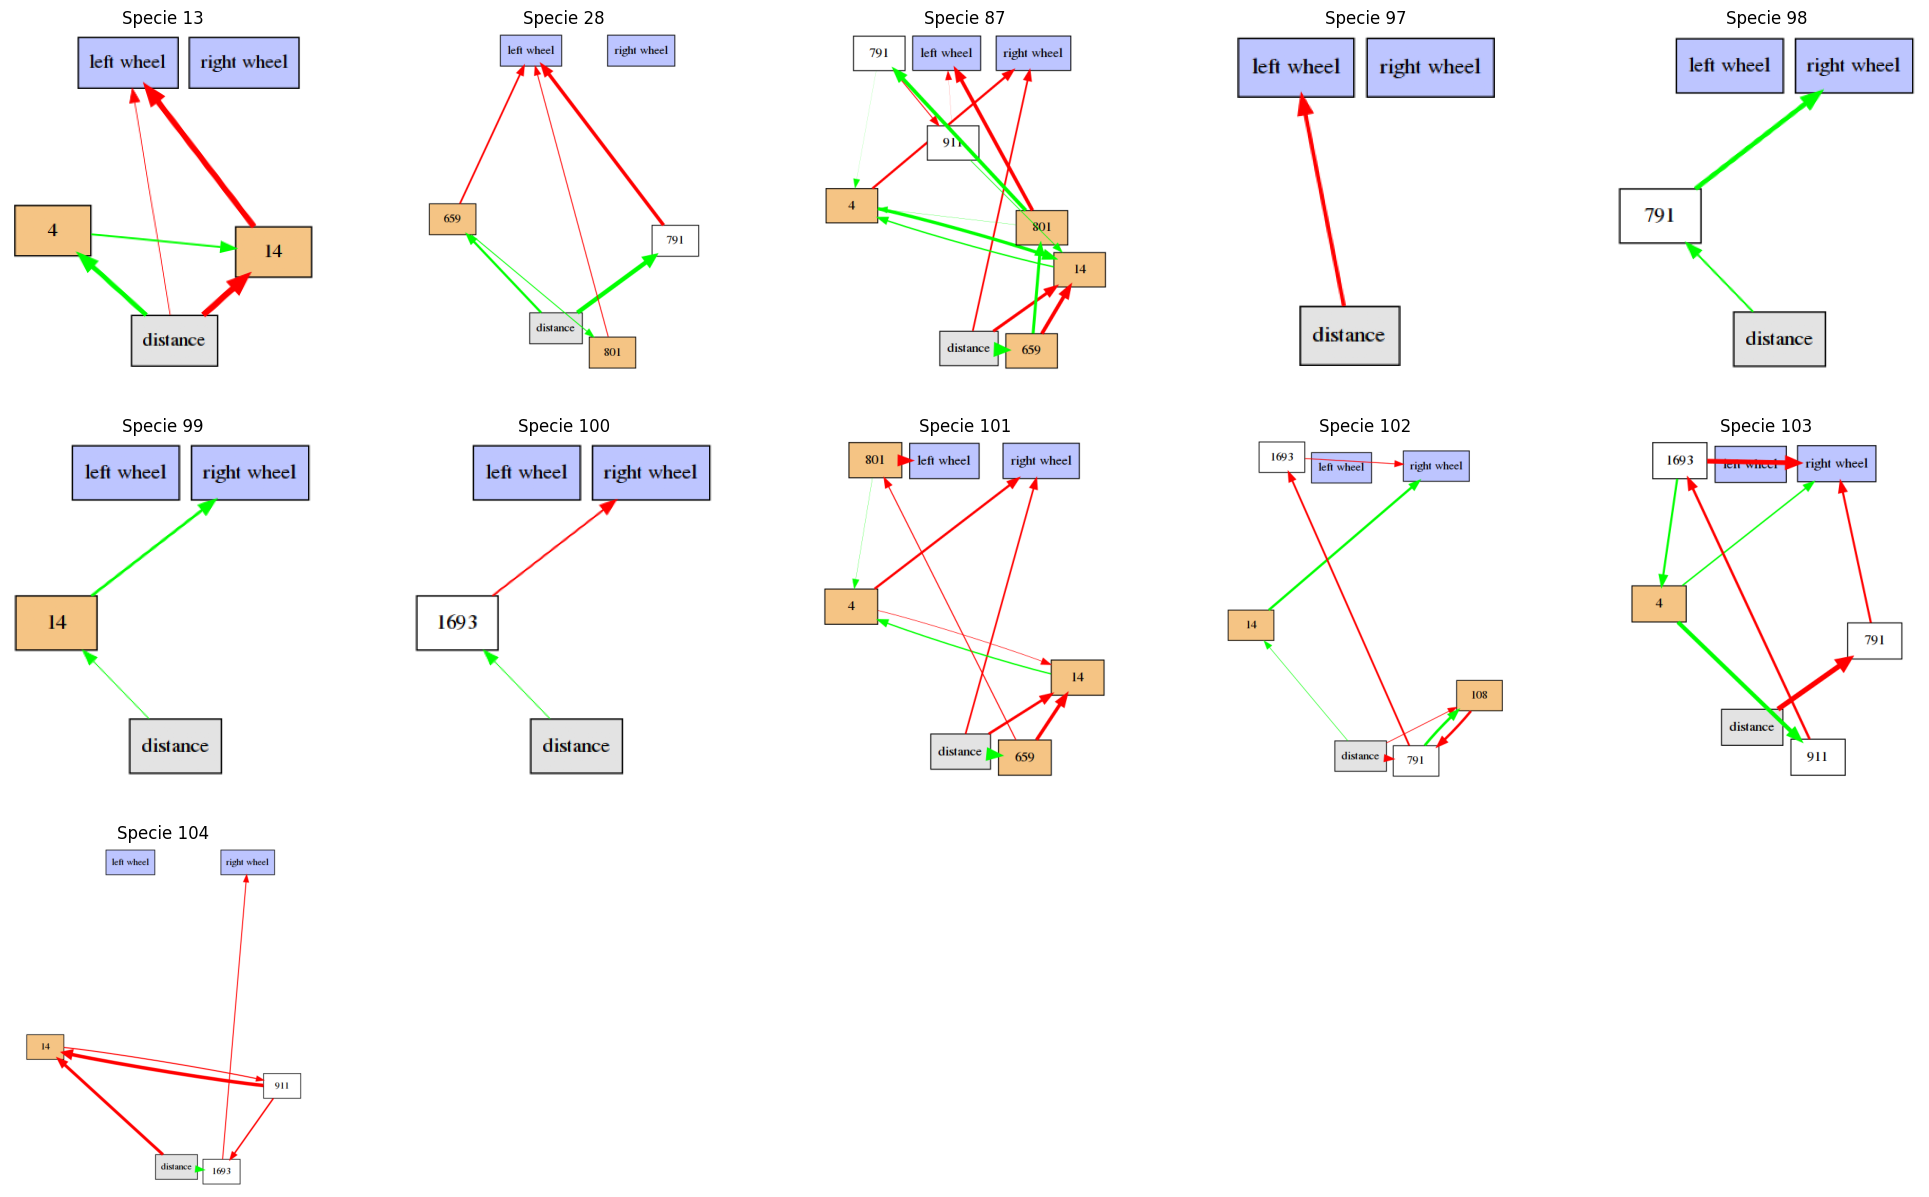 Specie 13
left wheel right wheel
4
14
distance
Specie 28
left wheel right wheel
659
791
distance
801
Specie 87
791 left wheel right wheel
911
4
801
14
distance 659
Specie 97
left wheel right wheel
distance
Specie 98
left wheel right wheel
791
distance
Specie 99
left wheel right wheel
14
distance
Specie 100
left wheel right wheel
1693
distance
Specie 101
801 left wheel right wheel
4
14
distance 659
Specie 102
1693 left wheel right wheel
14
108
distance 791
Specie 103
1693 left wheel right wheel
4
791
distance
911
Specie 104
left wheel right wheel
14
911
distance 1693